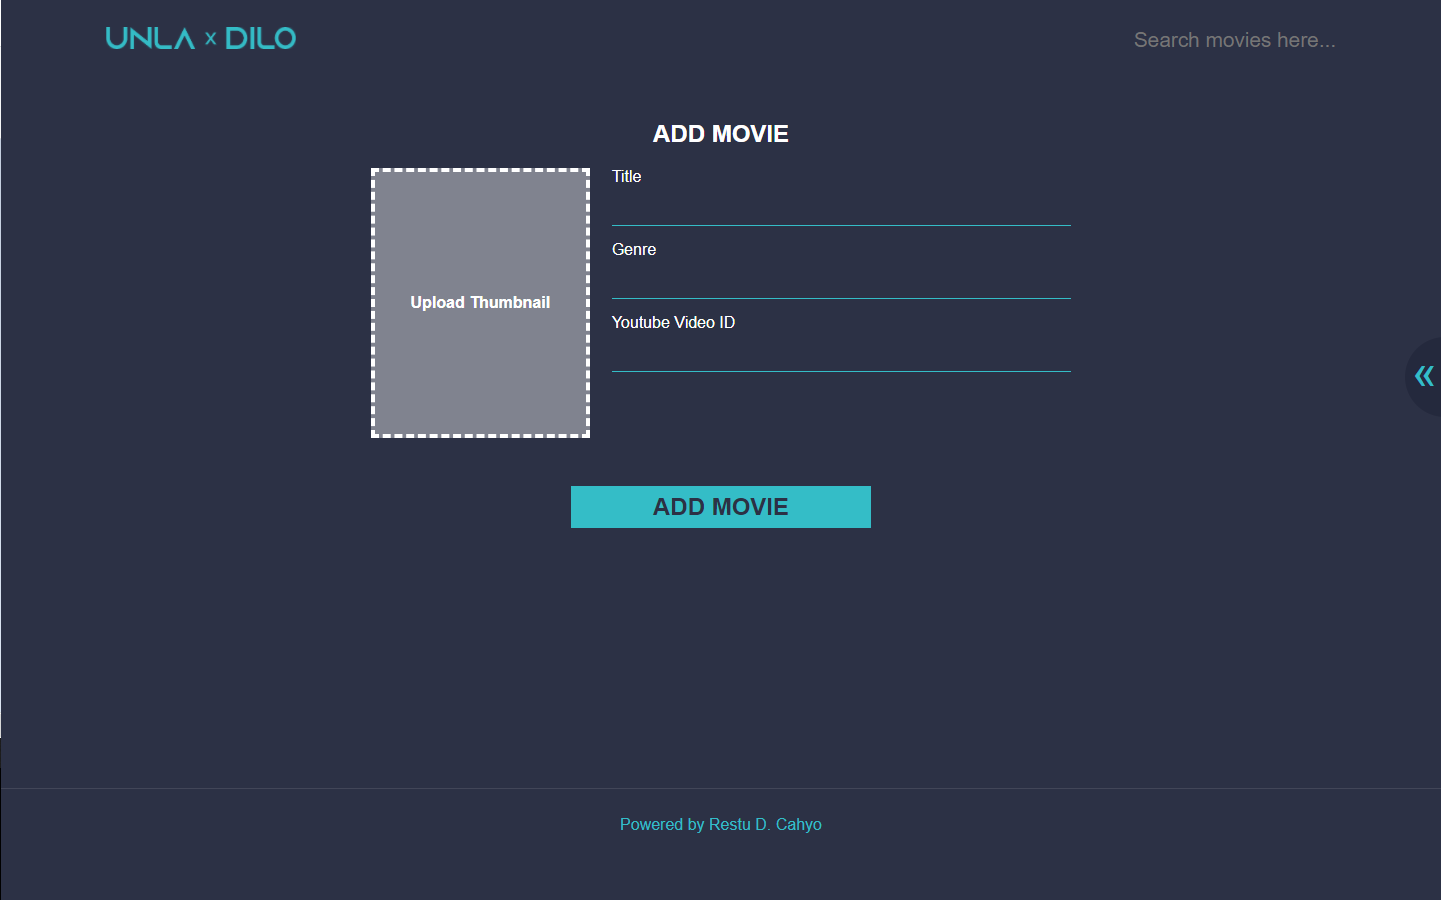 UNLA x DILO
Search movies here...
ADD MOVIE
Title
Genre
Upload Thumbnail
Youtube Video ID
«
ADD MOVIE
Powered by Restu D. Cahyo